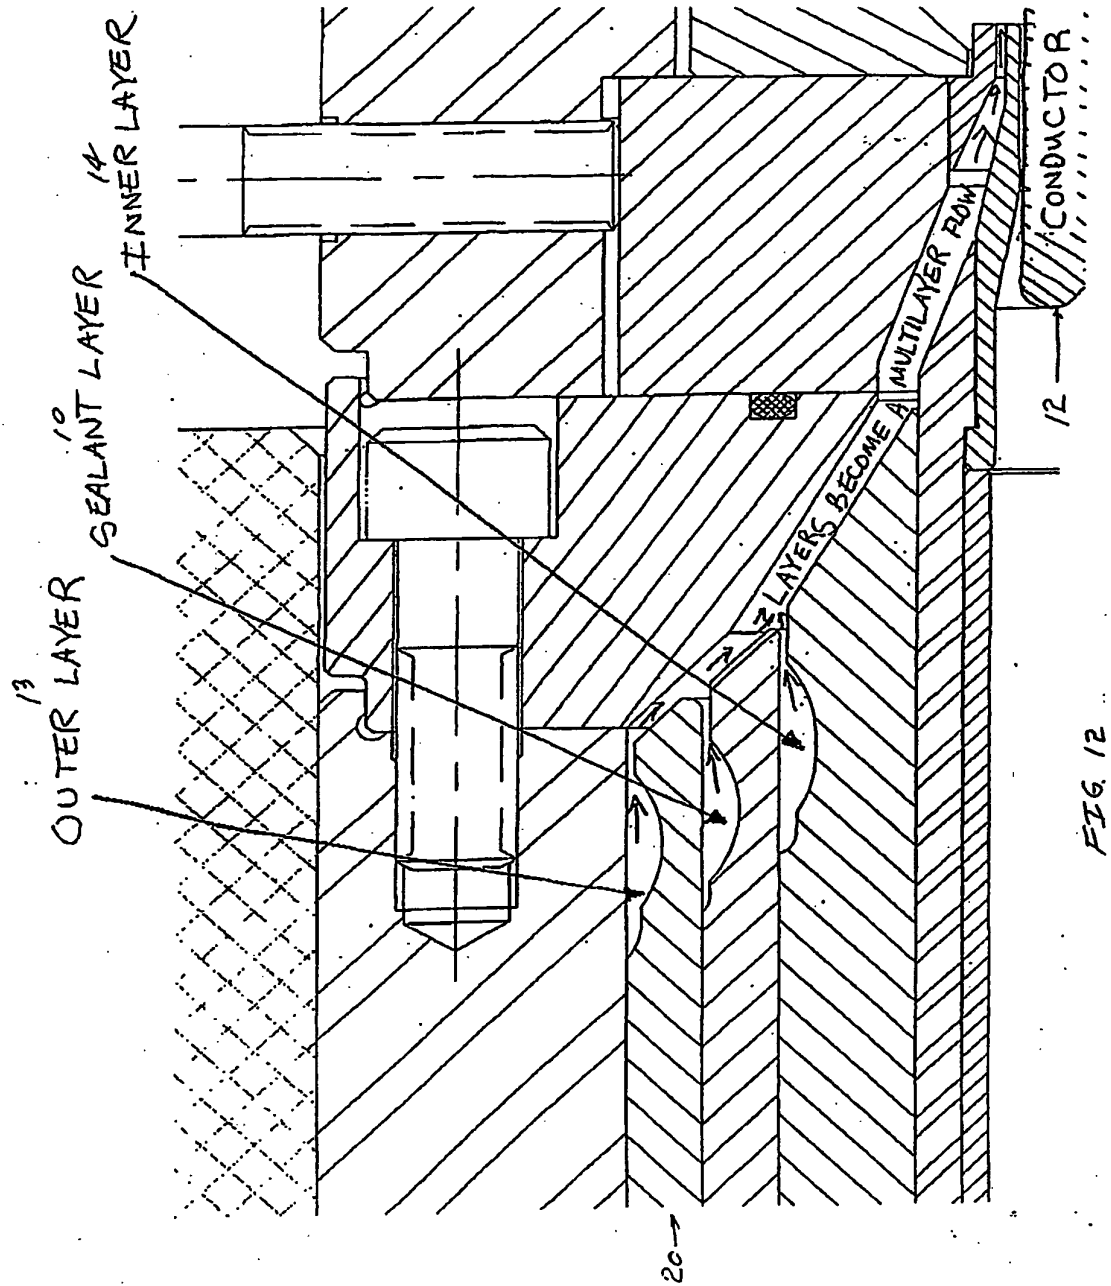 OUTER LAYER 13
SEALANT LAYER 10
INNER LAYER 14
LAYERS BECOME A MULTILAYER FLOW
CONDUCTOR
12
20
FIG. 12